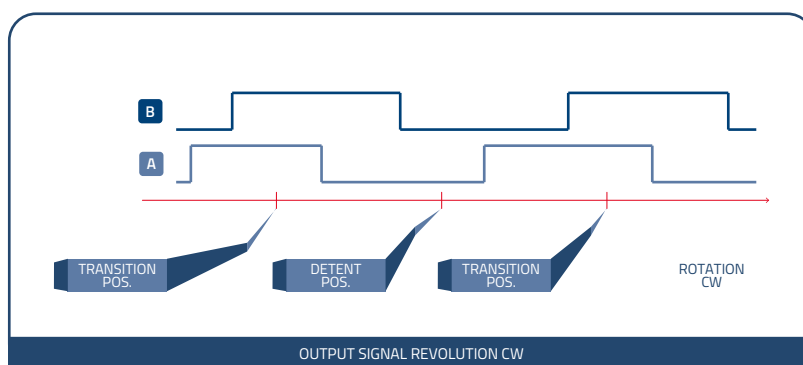 B
A
TRANSITION
POS.
DETENT
POS.
TRANSITION
POS.
ROTATION
CW
OUTPUT SIGNAL REVOLUTION CW